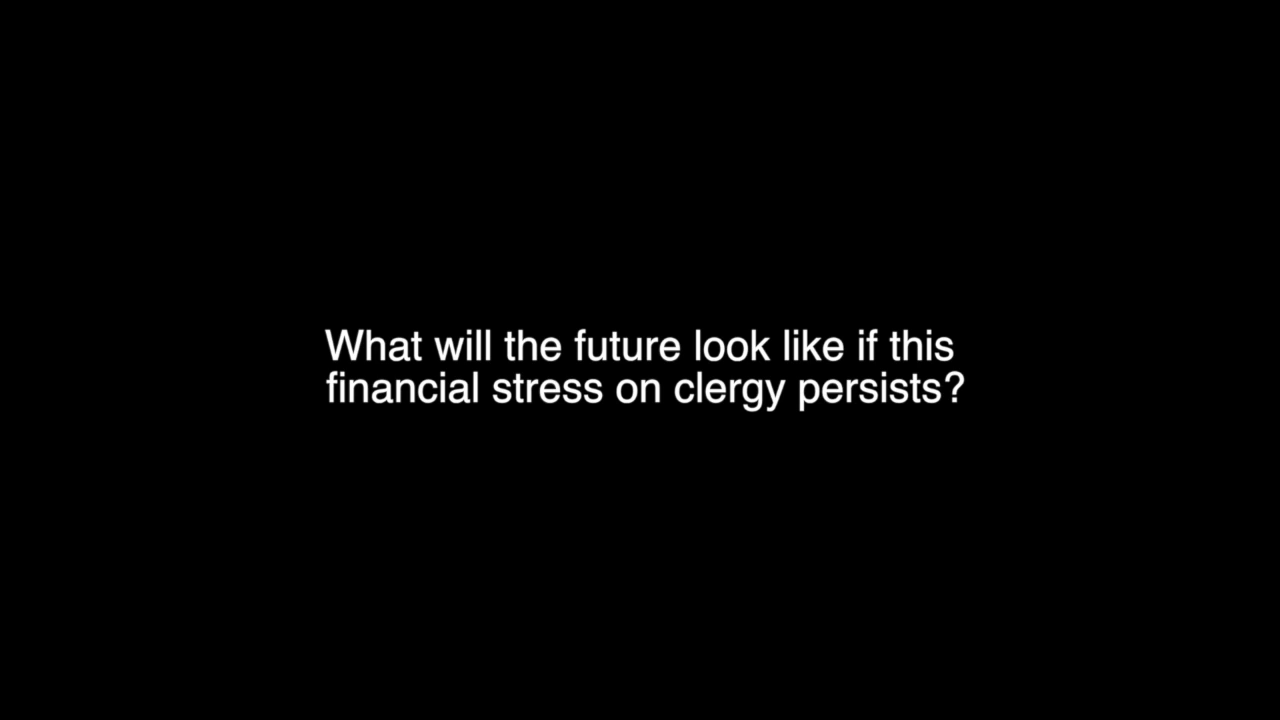 What will the future look like if this
financial stress on clergy persists?